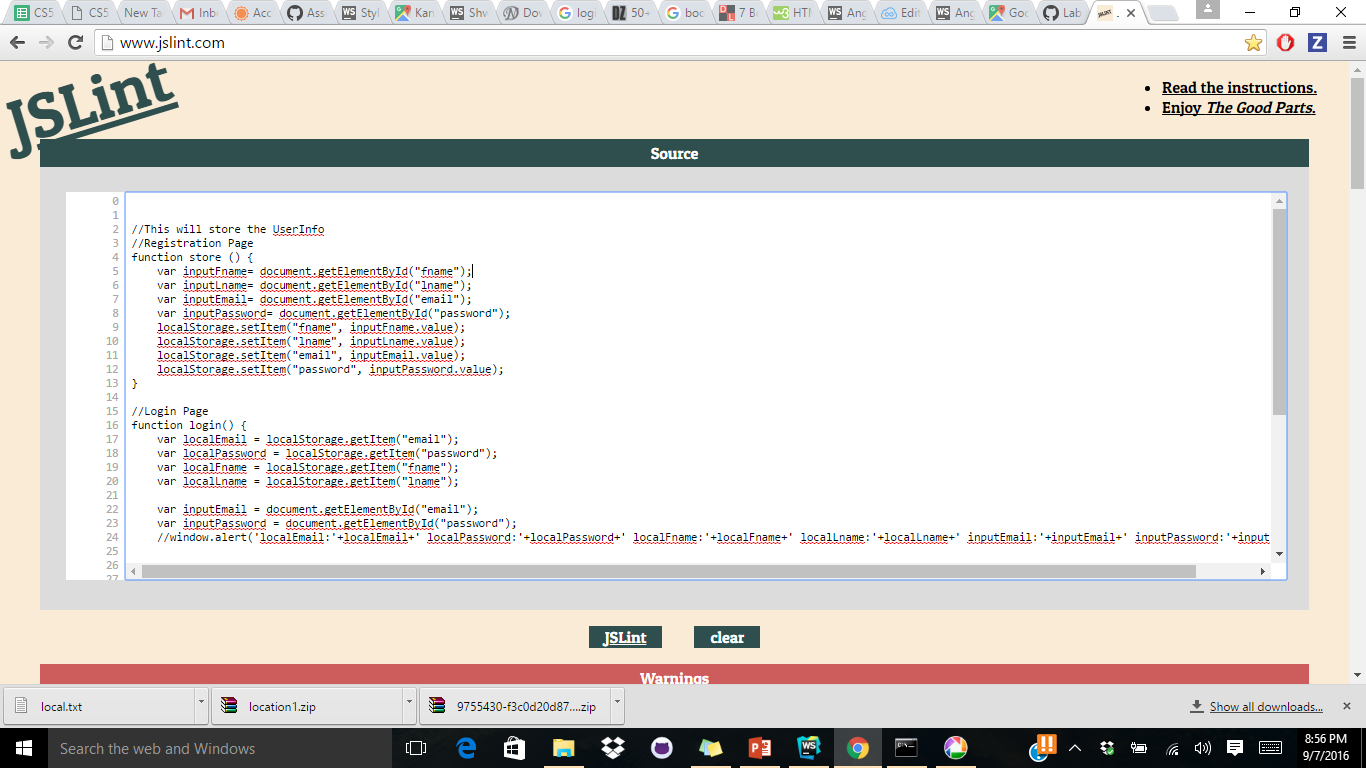 CS5
CS5
New Ta
Inb
Acc
Ass
Styl
Kan
Shw
Dov
logi
50+
boc
7 B
HTM
Ang
Edit
Ang
Goo
Lab
www.jslint.com
JSLint
Read the instructions.
Enjoy The Good Parts.
Source
0
1
2 //This will store the UserInfo
3 //Registration Page
4 function store () {
5 var inputFname= document.getElementById("fname");
6 var inputLname= document.getElementById("lname");
7 var inputEmail= document.getElementById("email");
8 var inputPassword= document.getElementById("password");
9 localStorage.setItem("fname", inputFname.value);
10 localStorage.setItem("lname", inputLname.value);
11 localStorage.setItem("email", inputEmail.value);
12 localStorage.setItem("password", inputPassword.value);
13 }
14
15 //Login Page
16 function login() {
17 var localEmail = localStorage.getItem("email");
18 var localPassword = localStorage.getItem("password");
19 var localFname = localStorage.getItem("fname");
20 var localLname = localStorage.getItem("lname");
21
22 var inputEmail = document.getElementById("email");
23 var inputPassword = document.getElementById("password");
24 //window.alert('localEmail:'+localEmail+' localPassword:'+localPassword+' localFname:'+localFname+' localLname:'+localLname+' inputEmail:'+inputEmail+' inputPassword:'+input
25
26
27
JSLint clear
Warnings
local.txt
location1.zip
9755430-f3c0d20d87....zip
Show all downloads...
Search the web and Windows
8:56 PM
9/7/2016